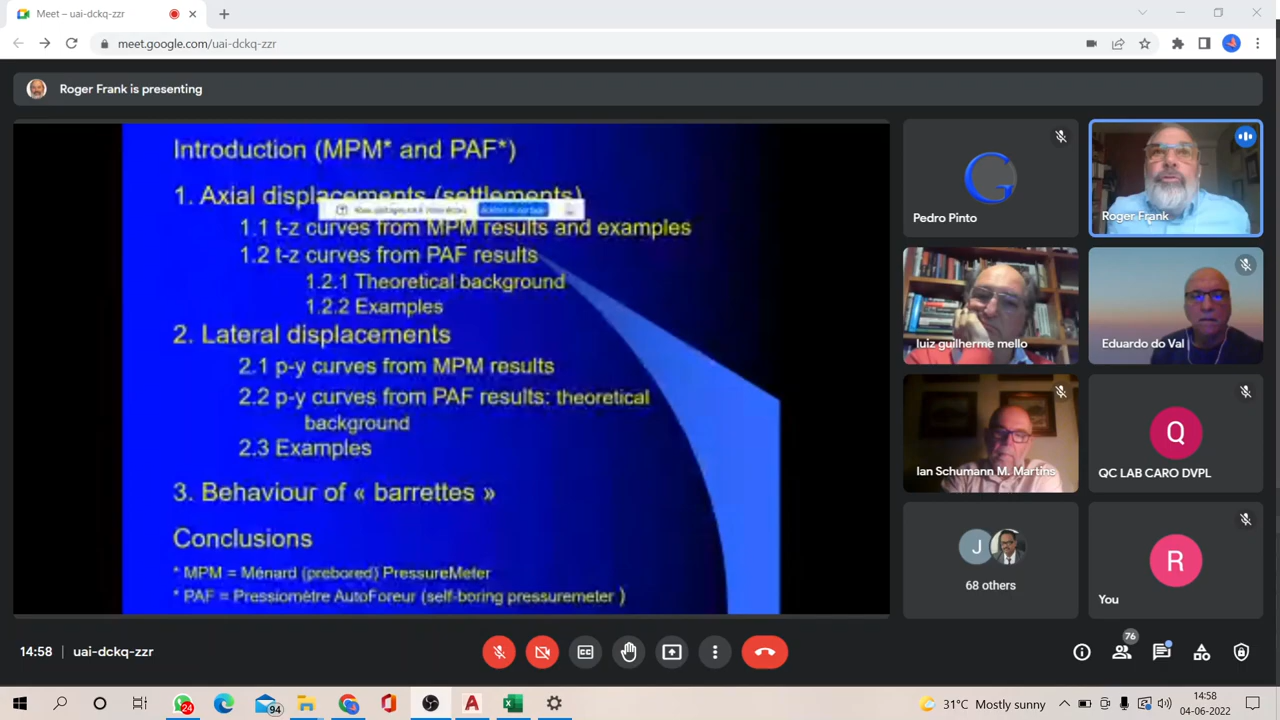 Meet – uai-dckq-zzr
meet.google.com/uai-dckq-zzr
Roger Frank is presenting
Introduction (MPM* and PAF*)
1. Axial displacements (settlements)
1.1 t-z curves from MPM results and examples
1.2 t-z curves from PAF results
1.2.1 Theoretical background
1.2.2 Examples
2. Lateral displacements
2.1 p-y curves from MPM results
2.2 p-y curves from PAF results: theoretical
background
2.3 Examples
3. Behaviour of « barrettes »
Conclusions
* MPM = Ménard (prebored) PressureMeter
* PAF = Pressiomètre AutoForeur (self-boring pressuremeter )
Pedro Pinto
Roger Frank
luiz guilherme mello
Eduardo do Val
Ian Schumann M. Martins
Q
QC LAB CARO DVPL
J
68 others
R
You
14:58
uai-dckq-zzr
76
24
94
31°C Mostly sunny
14:58
04-06-2022